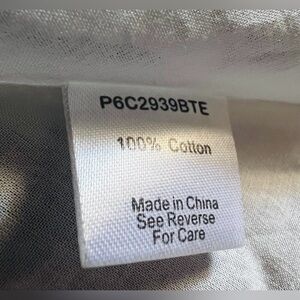 P6C2939BTE
100% Cotton
Made in China
See Reverse
For Care